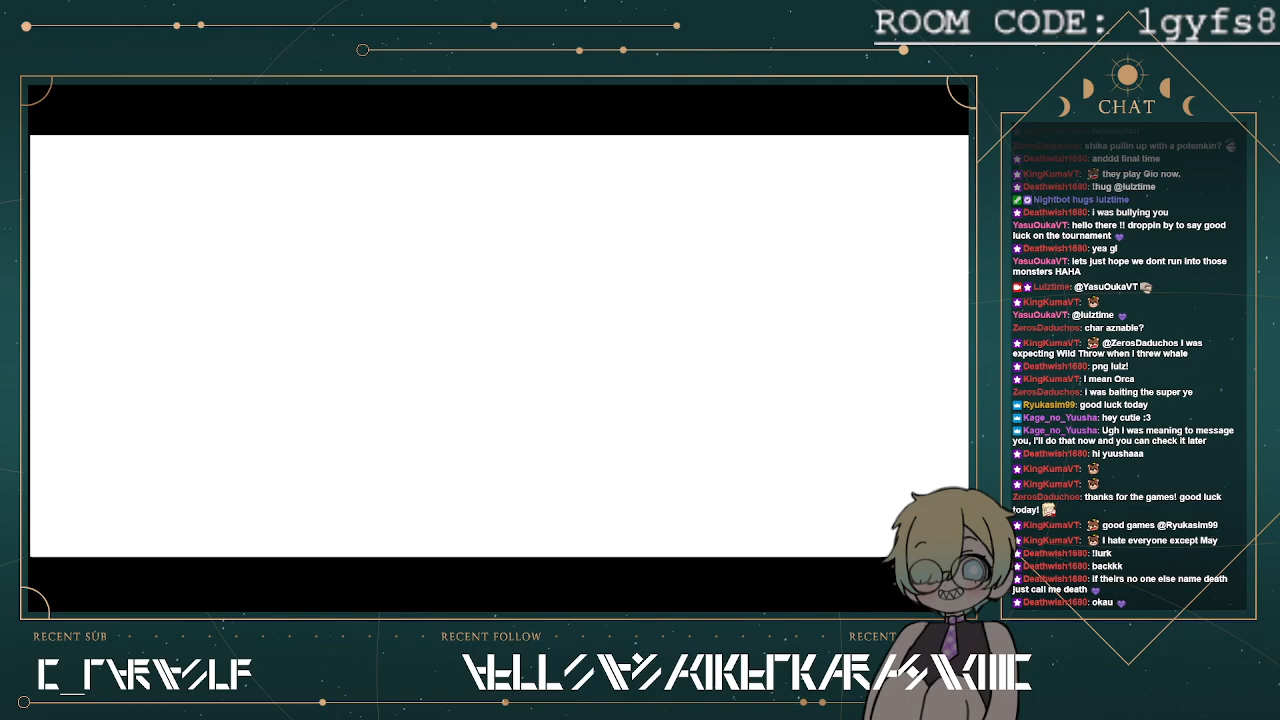 ROOM CODE: 1gyfs8
CHAT
ZerosDaduchos: shika pullin up with a potemkin?
Deathwish1680: anddd final time
KingKumaVT: they play Gio now.
Deathwish1680: !hug @lulztime
Nightbot hugs lulztime
Deathwish1680: i was bullying you
YasuOukaVT: hello there !! droppin by to say good
luck on the tournament
Deathwish1680: yea gl
YasuOukaVT: lets just hope we dont run into those
monsters HAHA
Lulztime: @YasuOukaVT
KingKumaVT:
YasuOukaVT: @lulztime
ZerosDaduchos: char aznable?
KingKumaVT: @ZerosDaduchos I was
expecting Wild Throw when I threw whale
Deathwish1680: png lulz!
KingKumaVT: I mean Orca
ZerosDaduchos: i was baiting the super ye
Ryukasim99: good luck today
Kage_no_Yuusha: hey cutie :3
Kage_no_Yuusha: Ugh I was meaning to message
you, I'll do that now and you can check it later
Deathwish1680: hi yuushaaa
KingKumaVT:
KingKumaVT:
ZerosDaduchos: thanks for the games! good luck
today!
KingKumaVT: good games @Ryukasim99
KingKumaVT: I hate everyone except May
Deathwish1680: !lurk
Deathwish1680: backkk
Deathwish1680: if theirs no one else name death
just call me death
Deathwish1680: okau
RECENT SUB
RECENT FOLLOW
RECENT